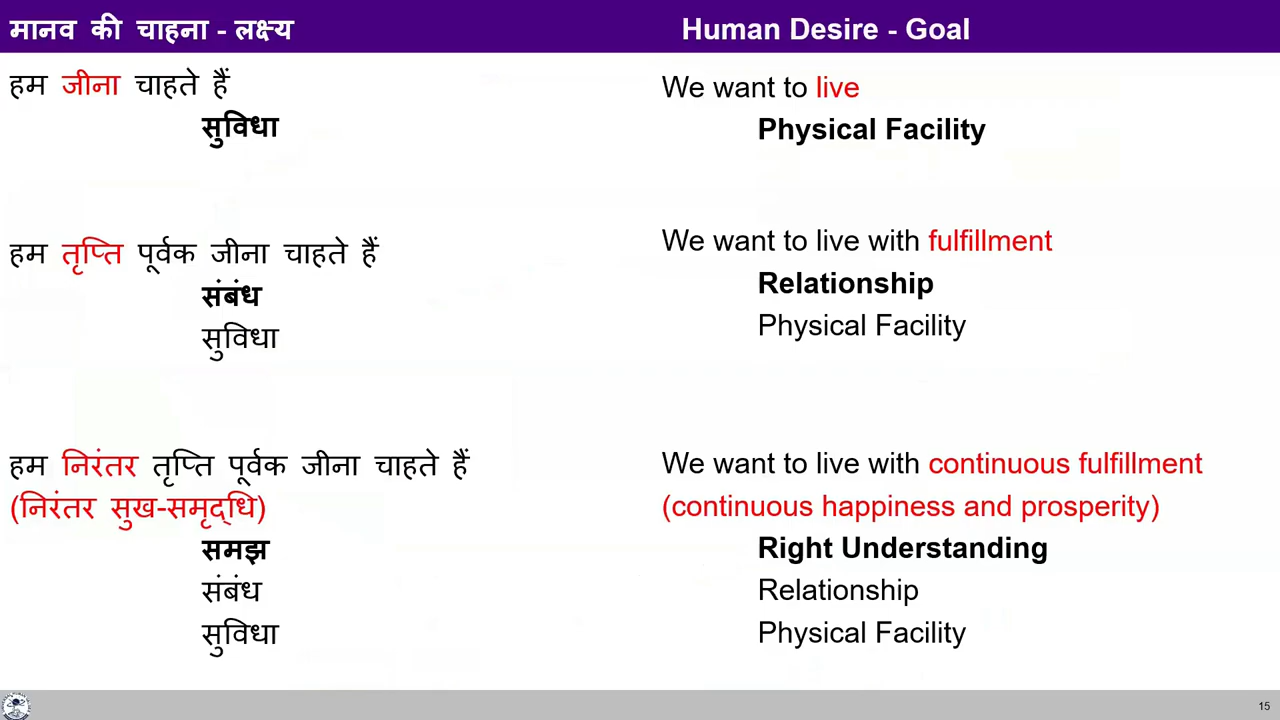 मानव की चाहना - लक्ष्य
हम जीना चाहते हैं
सुविधा
हम तृप्ति पूर्वक जीना चाहते हैं
संबंध
सुविधा
हम निरंतर तृप्ति पूर्वक जीना चाहते हैं
(निरंतर सुख-समृद्धि)
समझ
संबंध
सुविधा
Human Desire - Goal
We want to live
Physical Facility
We want to live with fulfillment
Relationship
Physical Facility
We want to live with continuous fulfillment
(continuous happiness and prosperity)
Right Understanding
Relationship
Physical Facility
15